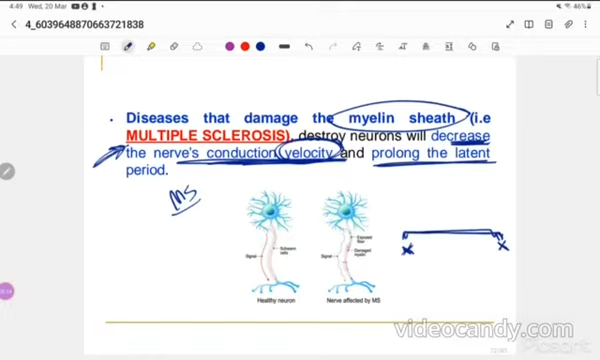 4:49 Wed, 20 Mar
46%
4_6039648870663721838
Diseases that damage the myelin sheath (i.e
MULTIPLE SCLEROSIS), destroy neurons will decrease
the nerve's conduction velocity and prolong the latent
period.
MS
Signal
Schwann
cells
Signal
Exposed
fiber
Damaged
myelin
Healthy neuron
Nerve affected by MS
x x
videocandy.com